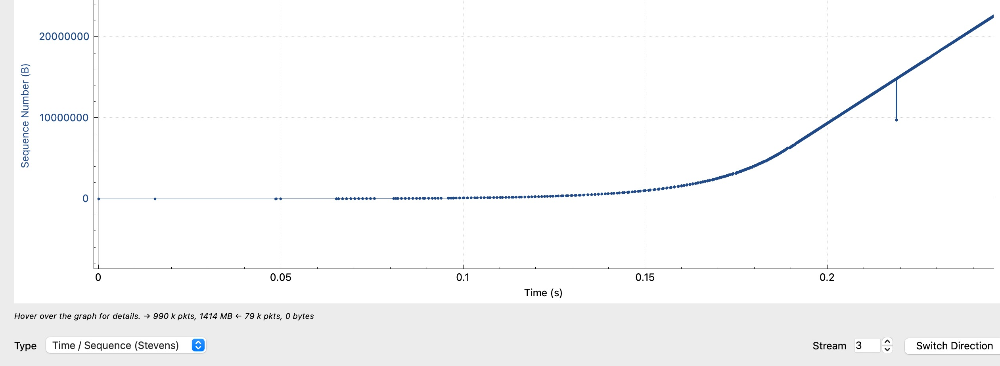 20000000
Sequence Number (B)
10000000
0
0 0.05 0.1 0.15 0.2
Time (s)
Hover over the graph for details. → 990 k pkts, 1414 MB ← 79 k pkts, 0 bytes
Type Time / Sequence (Stevens) Stream 3 Switch Direction